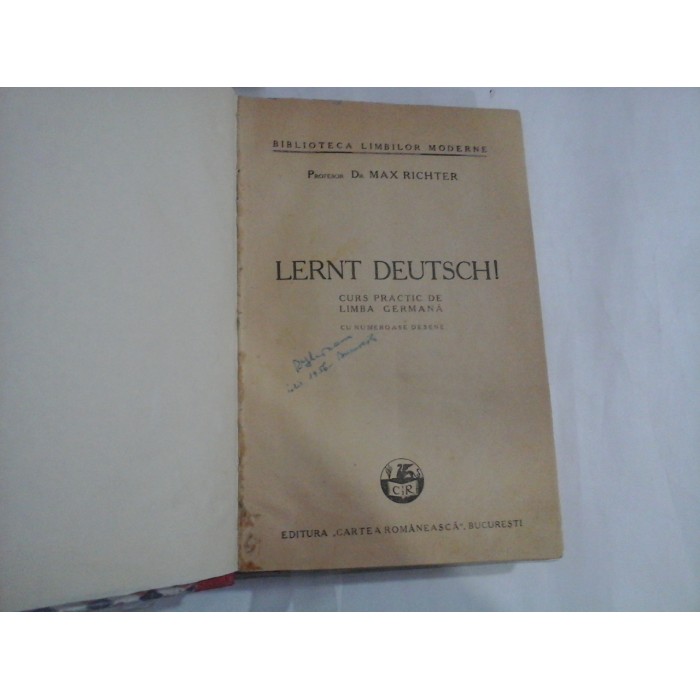 BIBLIOTECA LIMBILOR MODERNE
PROFESOR DR. MAX RICHTER
LERNT DEUTSCH!
CURS PRACTIC DE
LIMBA GERMANĂ
CU NUMEROASE DESENE
C R
EDITURA „CARTEA ROMÂNEASCĂ", BUCUREȘTI